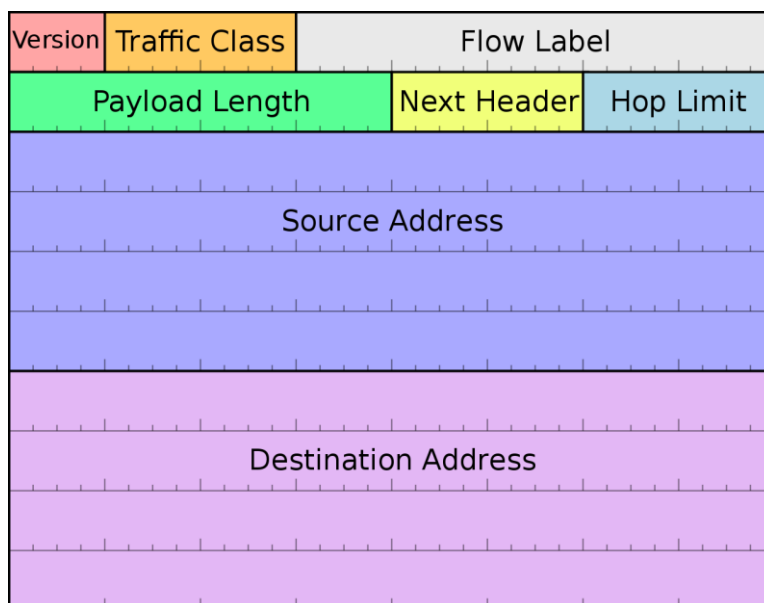 Version Traffic Class Flow Label
Payload Length Next Header Hop Limit
Source Address
Destination Address